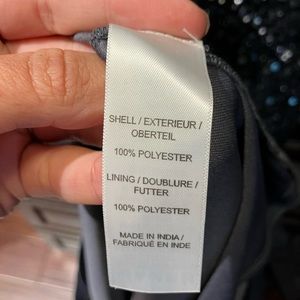 SHELL / EXTERIEUR /
OBERTEIL
100% POLYESTER
LINING / DOUBLURE /
FUTTER
100% POLYESTER
MADE IN INDIA /
FABRIQUÉ EN INDE